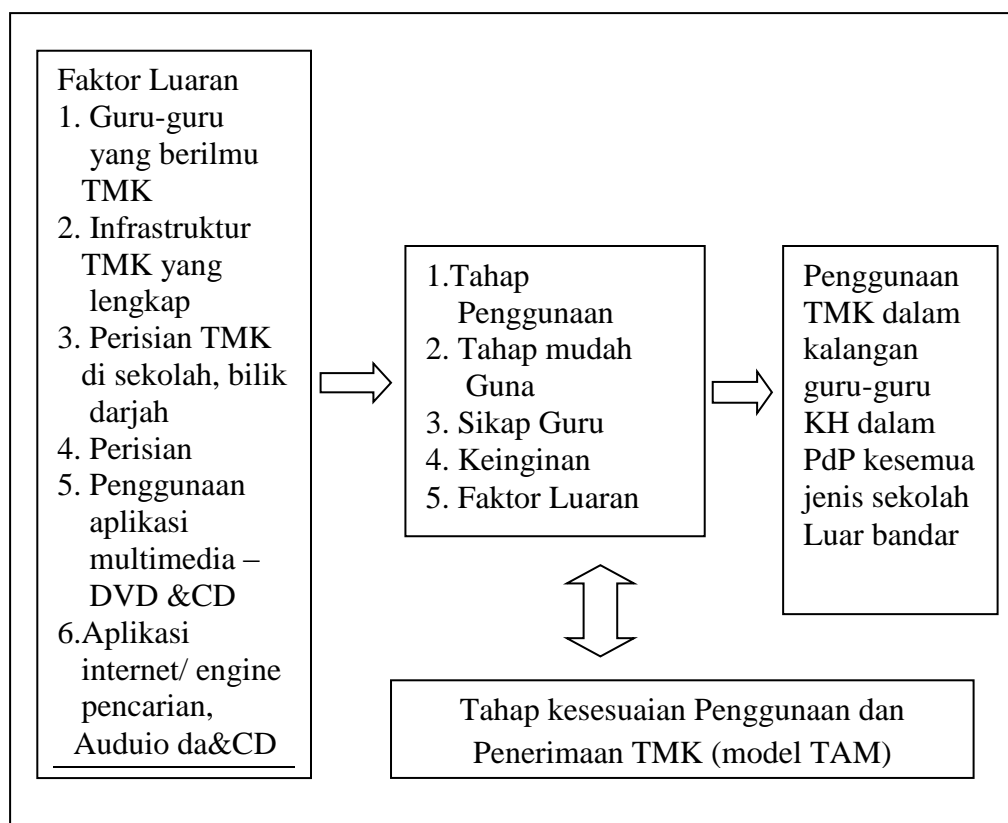 Faktor Luaran
1. Guru-guru
yang berilmu
TMK
2. Infrastruktur
TMK yang
lengkap
3. Perisian TMK
di sekolah, bilik
darjah
4. Perisian
5. Penggunaan
aplikasi
multimedia –
DVD &CD
6.Aplikasi
internet/ engine
pencarian,
Auduio da&CD
1.Tahap
Penggunaan
2. Tahap mudah
Guna
3. Sikap Guru
4. Keinginan
5. Faktor Luaran
Penggunaan
TMK dalam
kalangan
guru-guru
KH dalam
PdP kesemua
jenis sekolah
Luar bandar
Tahap kesesuaian Penggunaan dan
Penerimaan TMK (model TAM)